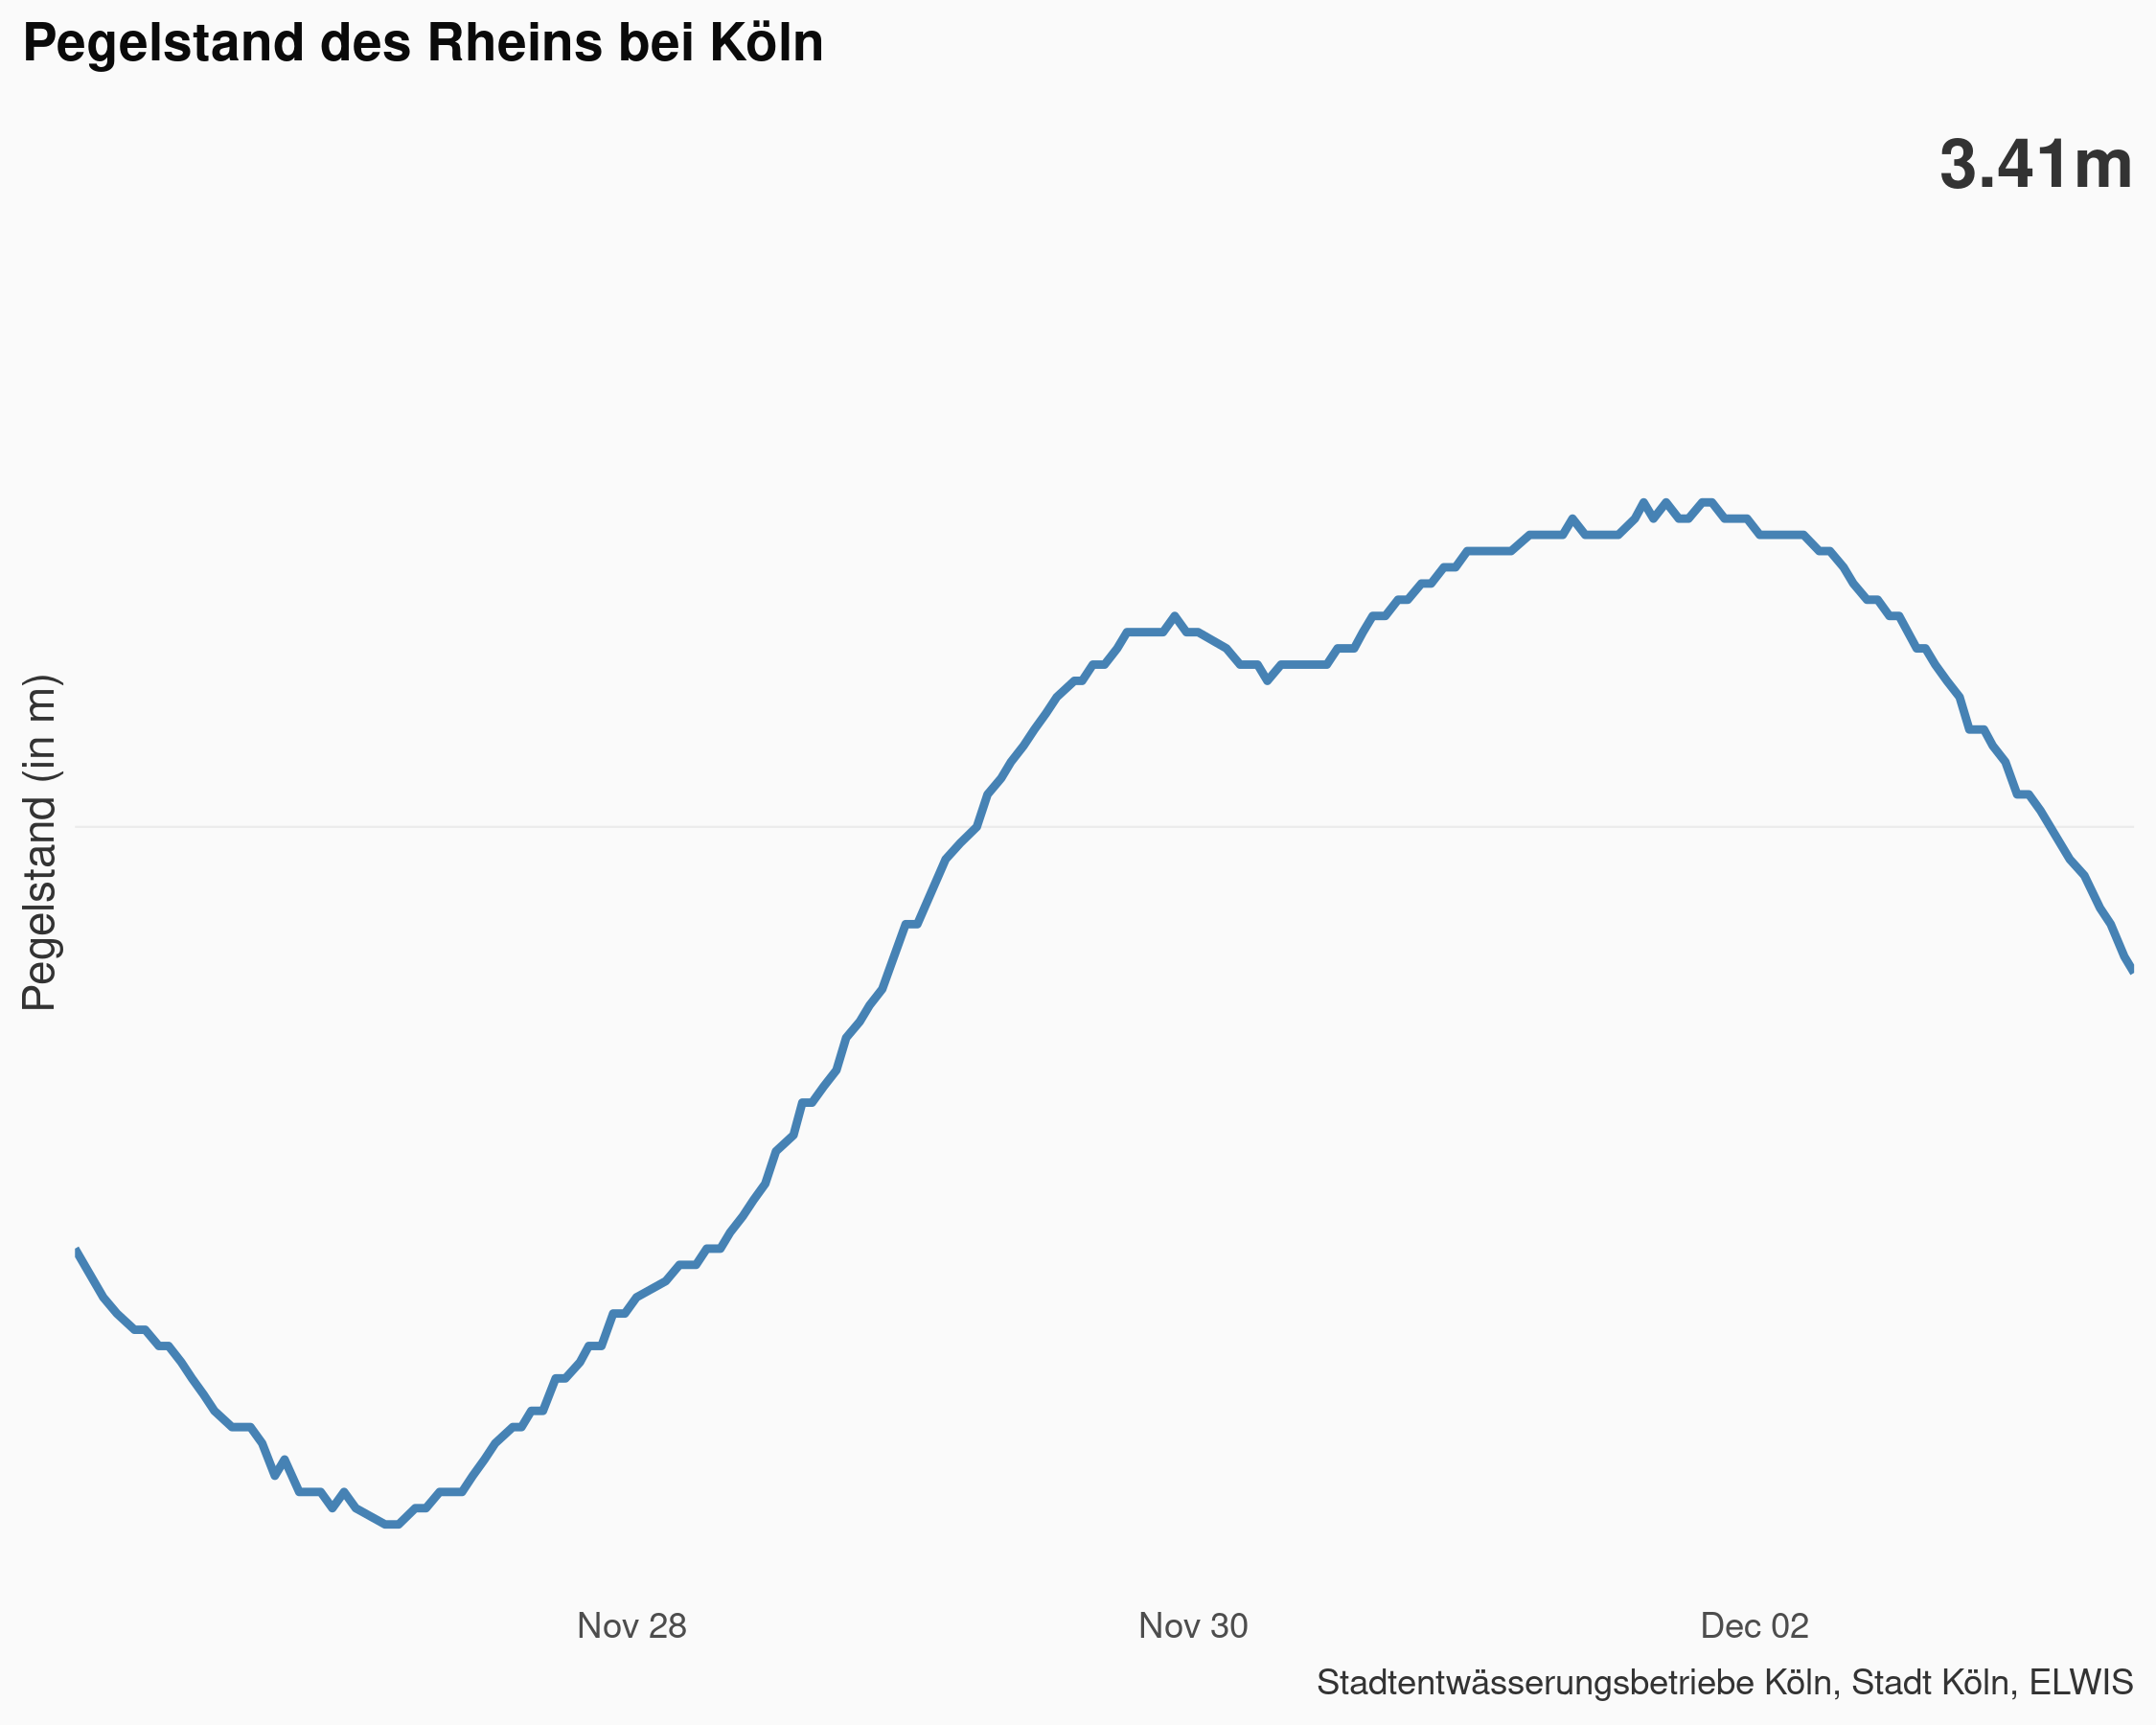 Pegelstand des Rheins bei Köln
3.41m
Pegelstand (in m)
Nov 28
Nov 30
Dec 02
Stadtentwässerungsbetriebe Köln, Stadt Köln, ELWIS